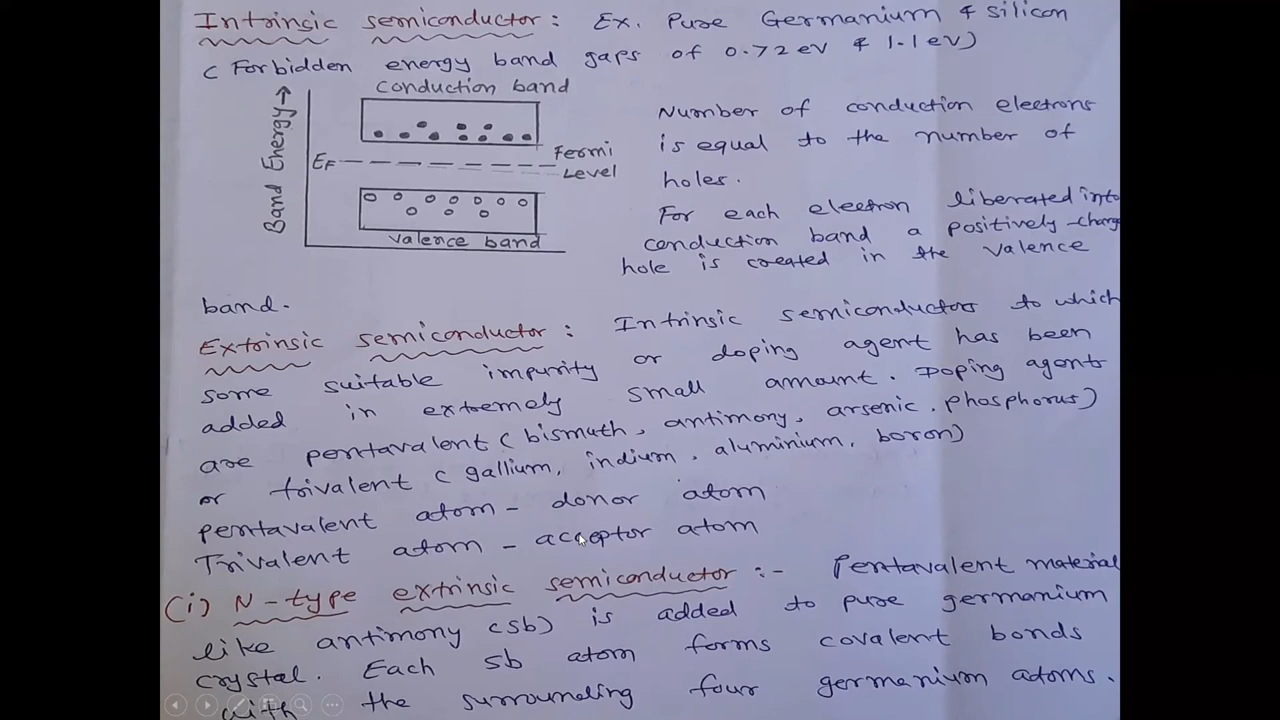 Intrinsic semiconductor : Ex. Pure Germanium & silicon
( Forbidden energy band gaps of 0.72 eV & 1.1 eV)
Conduction band
Band Energy →
EF
Fermi
Level
Valence band
Number of conduction electrons
is equal to the number of
holes.
For each electron liberated into
conduction band a positively-charg
hole is created in the valence
band.
Extrinsic semiconductor : Intrinsic semiconductors to which
some suitable impurity or doping agent has been
added in extremely small amount. Doping agents
are pentavalent ( bismuth, antimony, arsenic, phosphorus)
or trivalent ( gallium, indium, aluminium, boron)
pentavalent atom - donor atom
Trivalent atom - acceptor atom
(i) N-type extrinsic semiconductor :- Pentavalent material
like antimony (sb) is added to pure germanium
crystal. Each sb atom forms covalent bonds
with the surrounding four germanium atoms.